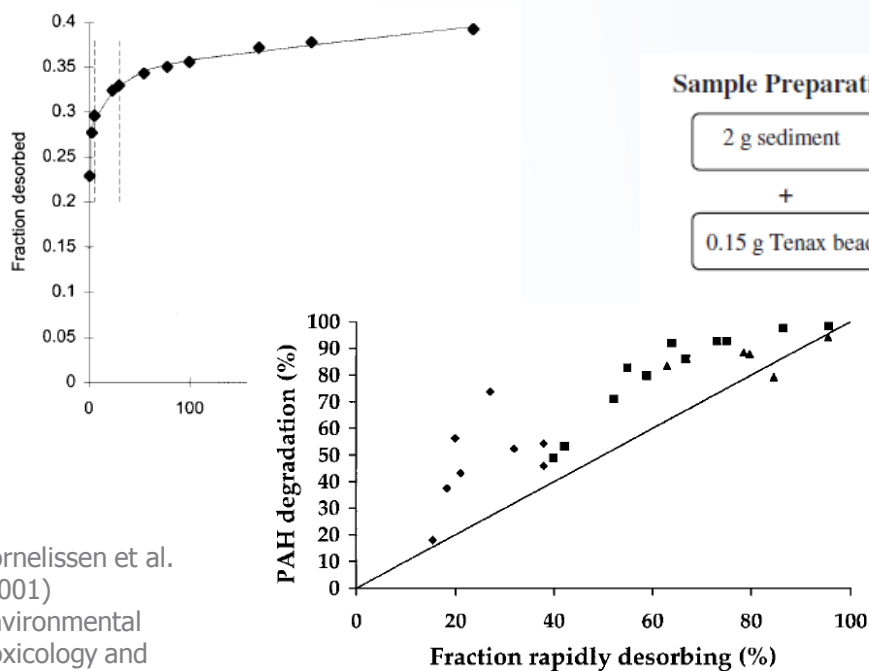 0.4
0.35
0.3
0.25
0.2
0.15
0.1
0.05
0
Fraction desorbed
0 100
Sample Preparati
2 g sediment
+
0.15 g Tenax bead
PAH degradation (%)
100
90
80
70
60
50
40
30
20
10
0
0 20 40 60 80 100
Fraction rapidly desorbing (%)
ornelissen et al.
001)
nvironmental
oxicology and